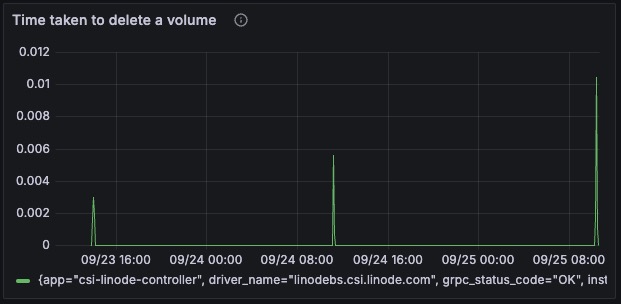 Time taken to delete a volume
0.012
0.01
0.008
0.006
0.004
0.002
0
09/23 16:00 09/24 00:00 09/24 08:00 09/24 16:00 09/25 00:00 09/25 08:00
{app="csi-linode-controller", driver_name="linodebs.csi.linode.com", grpc_status_code="OK", inst